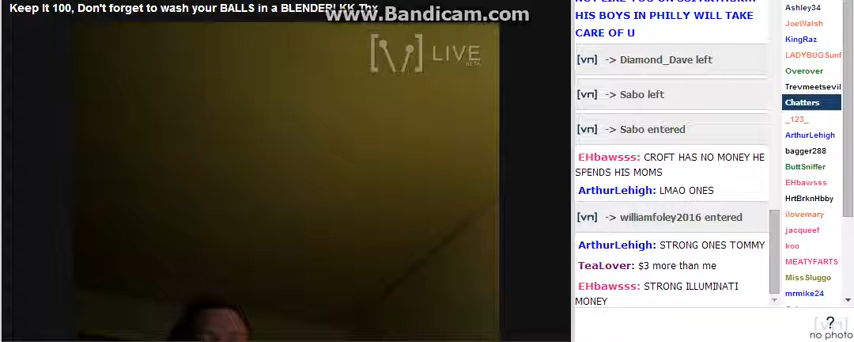 Keep It 100, Don't forget to wash your BALLS in a BLENDER! KK Thx
www.Bandicam.com
[\/] LIVE
BETA
HIS BOYS IN PHILLY WILL TAKE
CARE OF U
[vn] -> Diamond_Dave left
[vn] -> Sabo left
[vn] -> Sabo entered
EHbawsss: CROFT HAS NO MONEY HE
SPENDS HIS MOMS
ArthurLehigh: LMAO ONES
[vn] -> williamfoley2016 entered
ArthurLehigh: STRONG ONES TOMMY
TeaLover: $3 more than me
EHbawsss: STRONG ILLUMINATI
MONEY
Ashley34
JoeWalsh
KingRaz
LADYBUGSunf
Overover
Trevmeetsevil
Chatters
_123_
ArthurLehigh
bagger288
ButtSniffer
EHbawsss
HrtBrknHbby
ilovemary
jacqueef
koo
MEATYFARTS
MissSluggo
mrmike24
[vn]
?
no photo